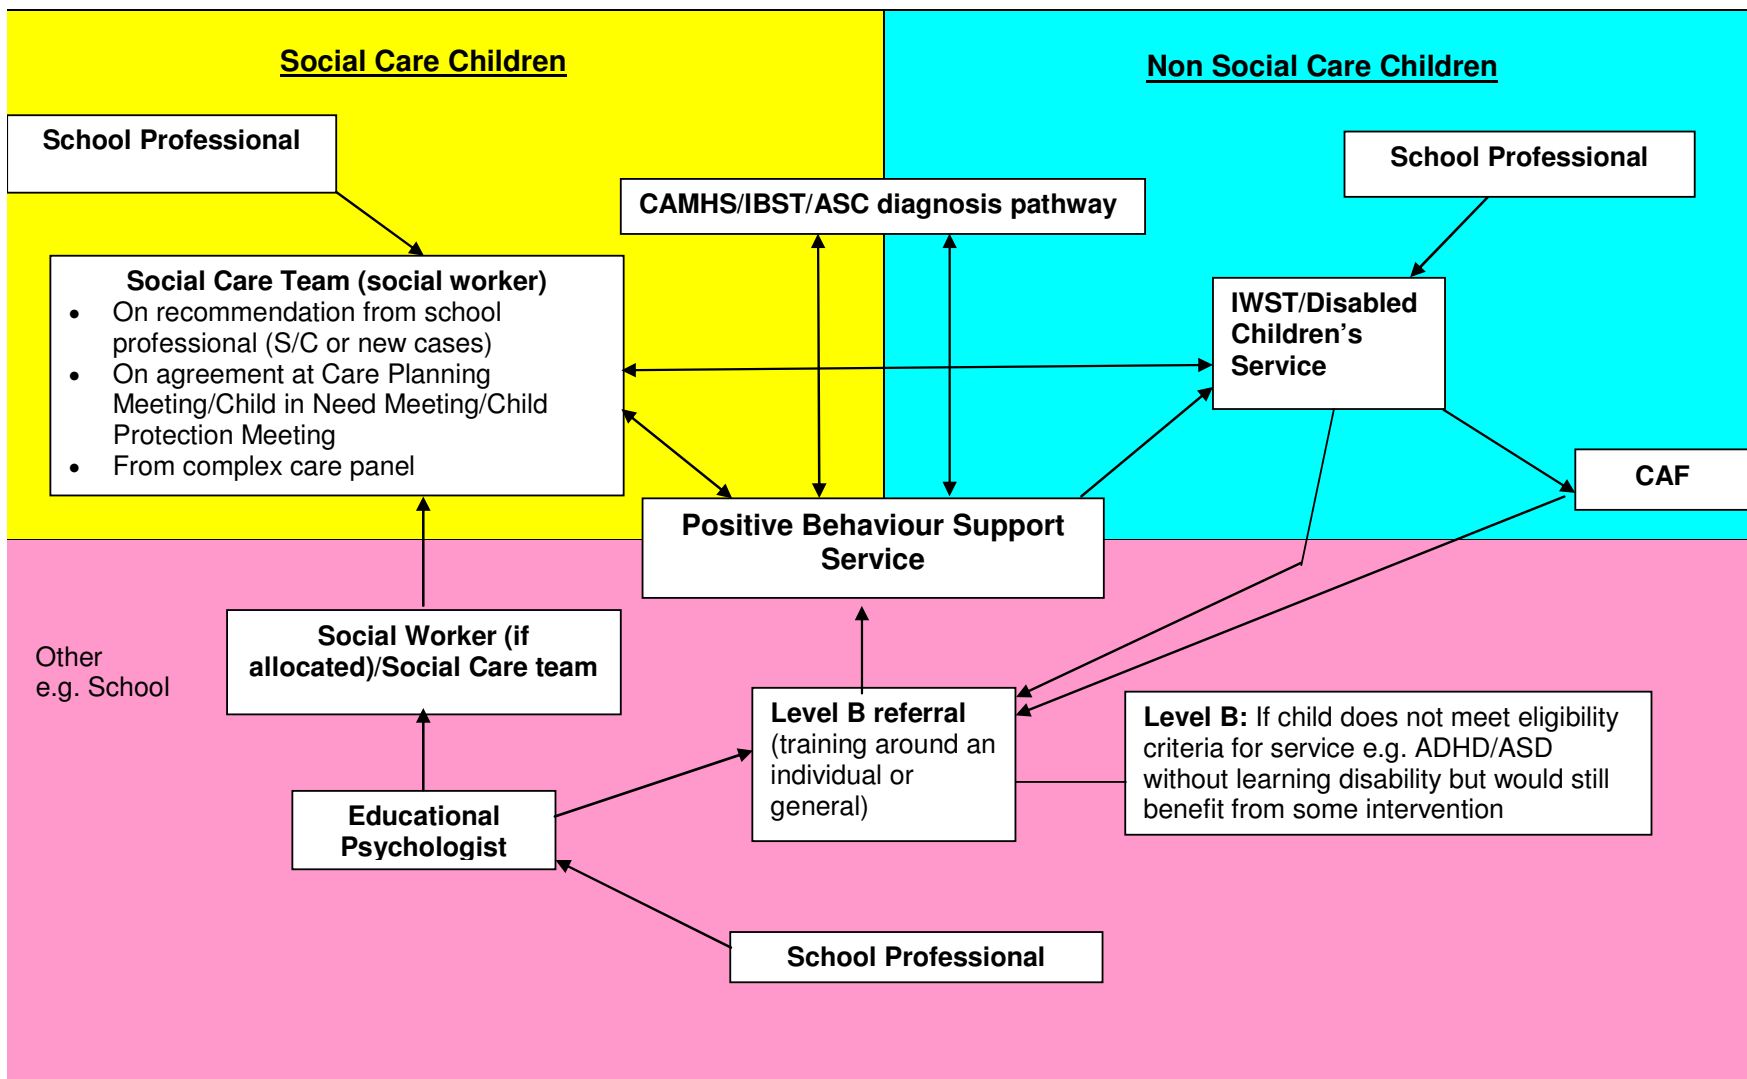 Social Care Children
Non Social Care Children
School Professional
School Professional
CAMHS/IBST/ASC diagnosis pathway
Social Care Team (social worker)
• On recommendation from school
professional (S/C or new cases)
• On agreement at Care Planning
Meeting/Child in Need Meeting/Child
Protection Meeting
• From complex care panel
IWST/Disabled
Children’s
Service
CAF
Positive Behaviour Support
Service
Other
e.g. School
Social Worker (if
allocated)/Social Care team
Level B referral
(training around an
individual or
general)
Level B: If child does not meet eligibility
criteria for service e.g. ADHD/ASD
without learning disability but would still
benefit from some intervention
Educational
Psychologist
School Professional